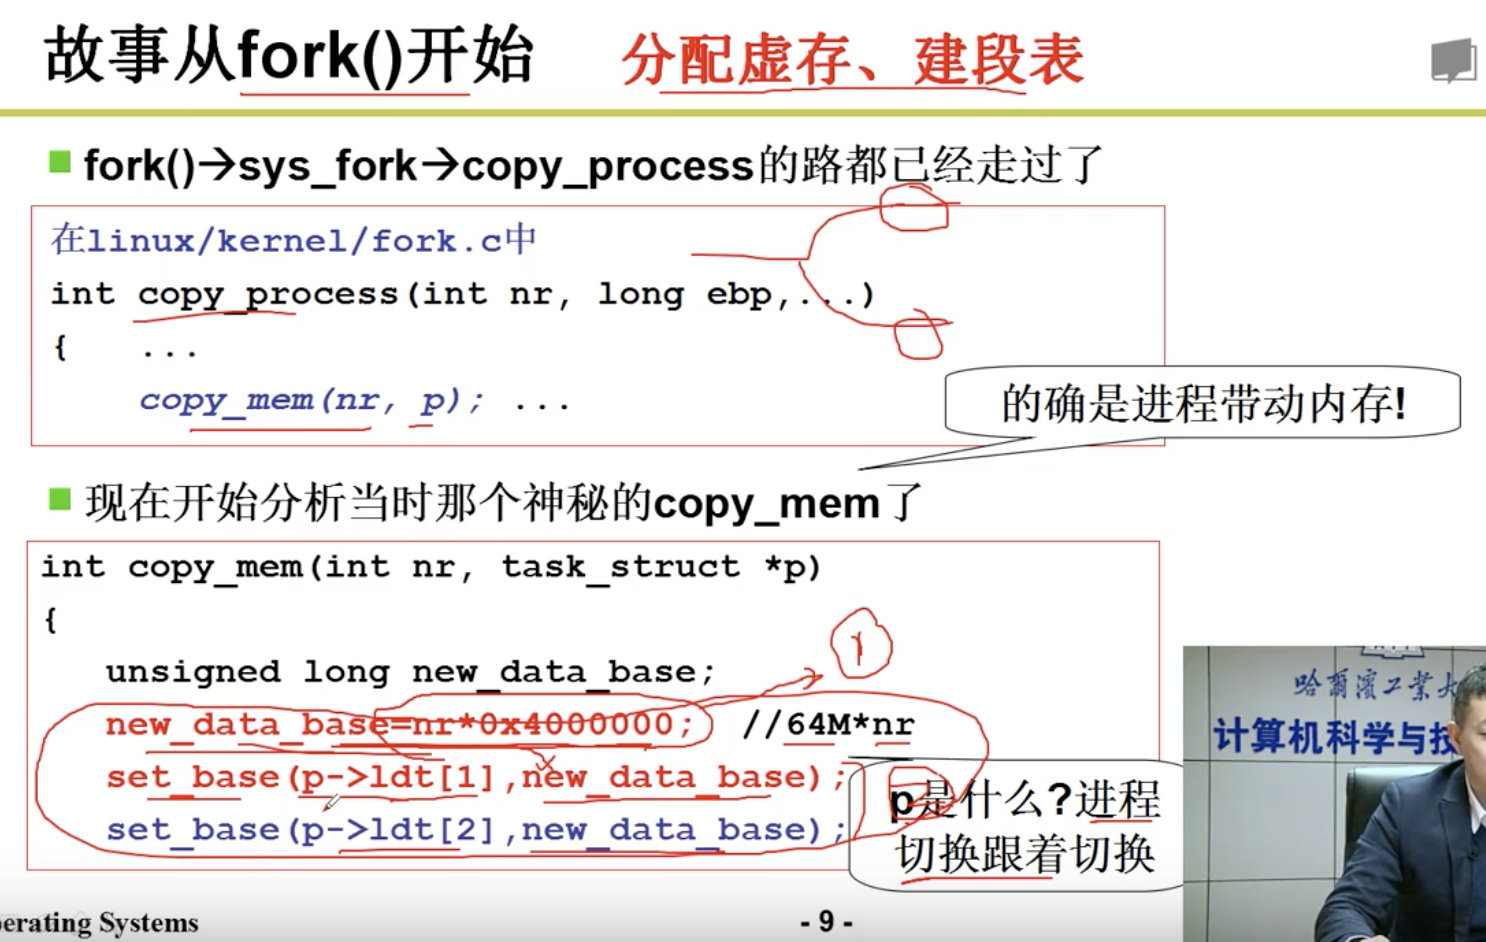 故事从fork()开始 分配虚存、建段表
fork()→sys_fork→copy_process的路都已经走过了
在linux/kernel/fork.c中
int copy_process(int nr, long ebp,...)
{ ...
copy_mem(nr, p); ...
的确是进程带动内存!
现在开始分析当时那个神秘的copy_mem了
int copy_mem(int nr, task_struct *p)
{
unsigned long new_data_base;
new_data_base=nr*0x4000000; //64M*nr
set_base(p->ldt[1],new_data_base);
set_base(p->ldt[2],new_data_base);
1
p是什么?进程
切换跟着切换
哈爾濱工業
计算机科学与技
erating Systems
- 9 -